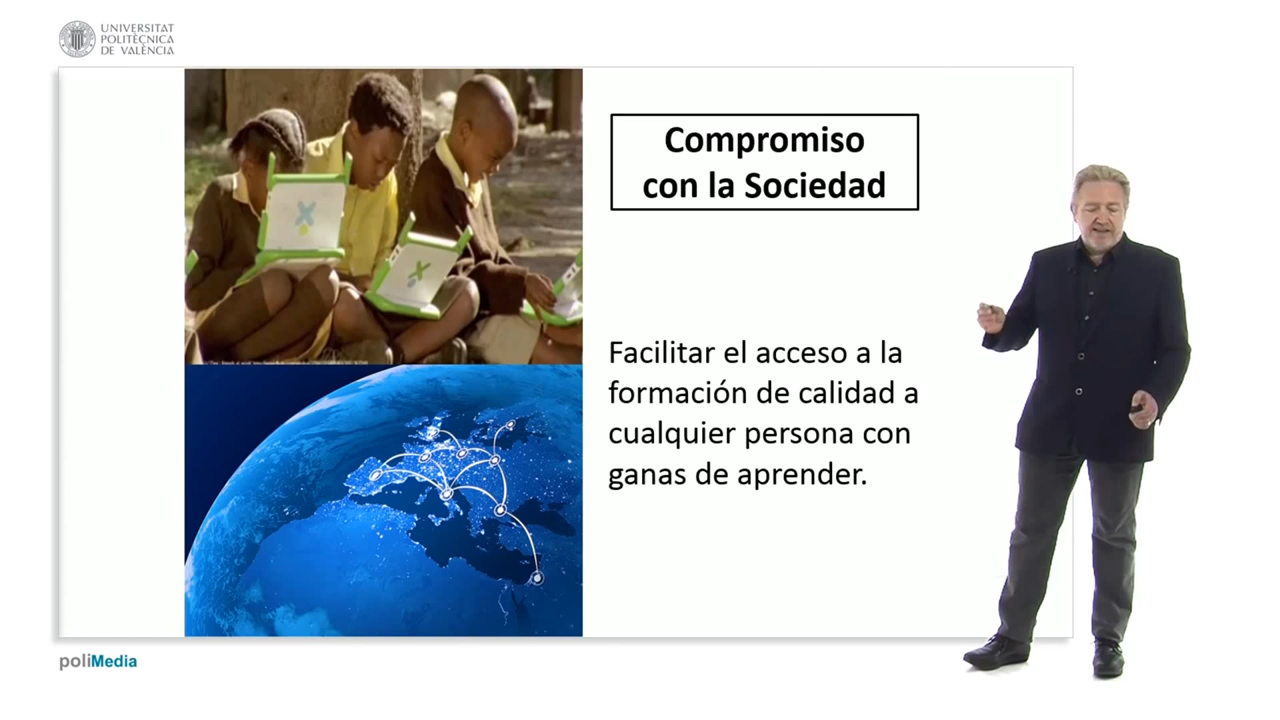 UNIVERSITAT
POLITÈCNICA
DE VALÈNCIA
Compromiso
con la Sociedad
Facilitar el acceso a la
formación de calidad a
cualquier persona con
ganas de aprender.
poliMedia